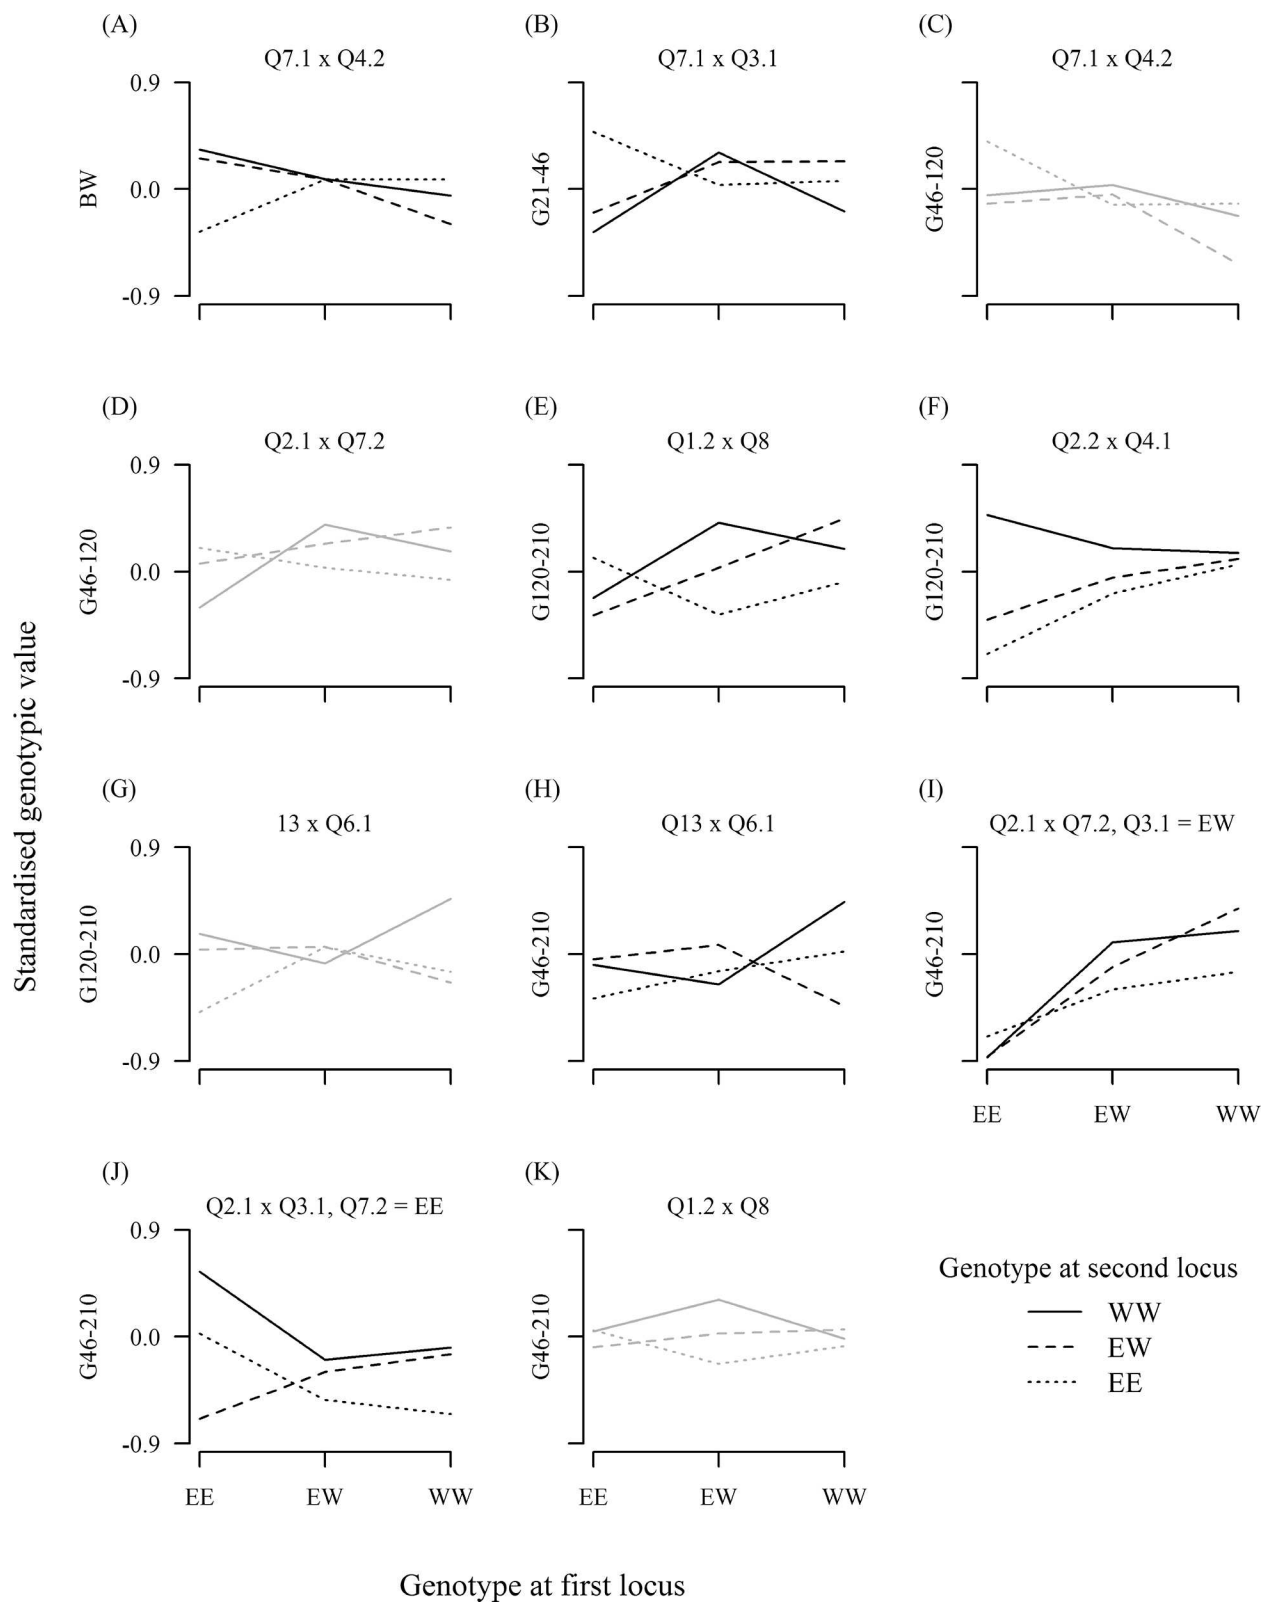 (A)
Q7.1 x Q4.2
BW
0.9
0.0
-0.9
(B)
Q7.1 x Q3.1
G21-46
(C)
Q7.1 x Q4.2
G46-120
(D)
Q2.1 x Q7.2
G46-120
0.9
0.0
-0.9
(E)
Q1.2 x Q8
G120-210
(F)
Q2.2 x Q4.1
G120-210
Standardised genotypic value
(G)
13 x Q6.1
G120-210
0.9
0.0
-0.9
(H)
Q13 x Q6.1
G46-210
(I)
Q2.1 x Q7.2, Q3.1 = EW
G46-210
EE EW WW
(J)
Q2.1 x Q3.1, Q7.2 = EE
G46-210
0.9
0.0
-0.9
EE EW WW
(K)
Q1.2 x Q8
G46-210
EE EW WW
Genotype at second locus
WW
EW
EE
Genotype at first locus